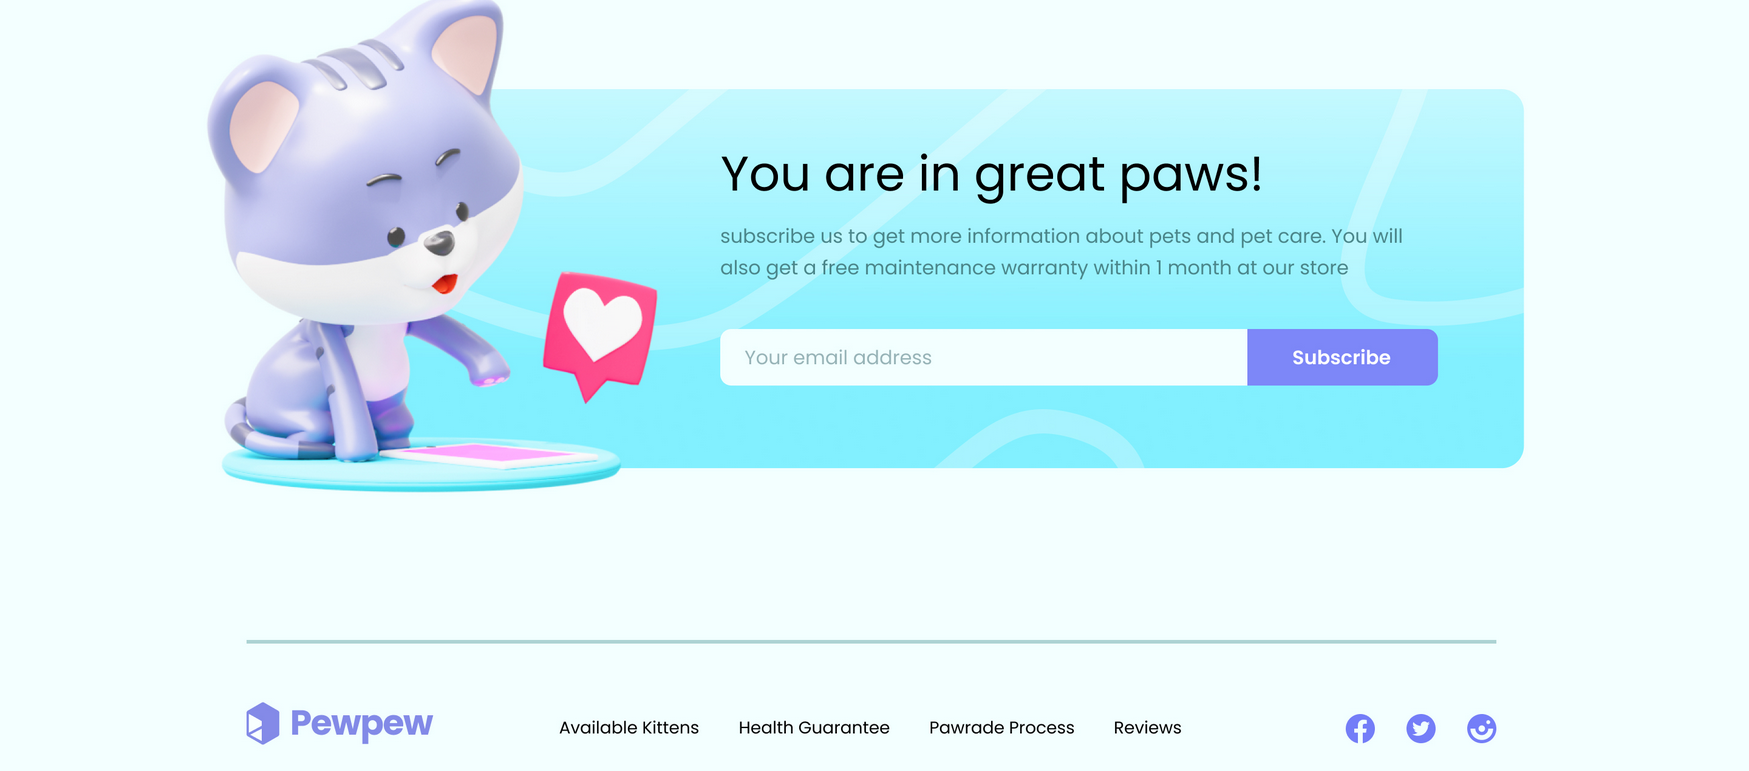 You are in great paws!
subscribe us to get more information about pets and pet care. You will
also get a free maintenance warranty within 1 month at our store
Your email address
Subscribe
Pewpew
Available Kittens
Health Guarantee
Pawrade Process
Reviews